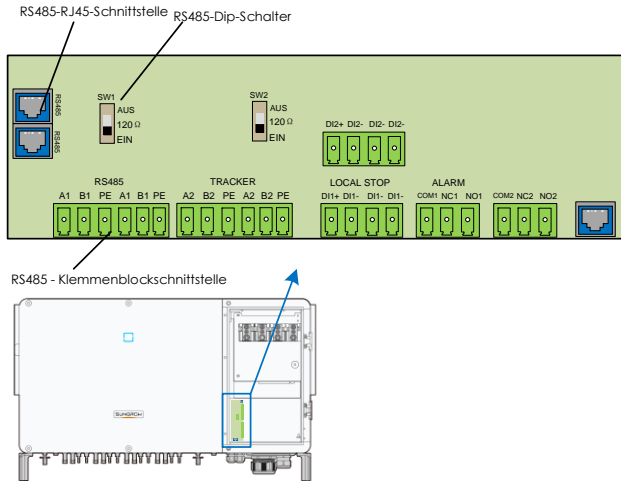 RS485-RJ45-Schnittstelle
RS485-Dip-Schalter
RS485
RS485
SW1
AUS
120 Ω
EIN
SW2
AUS
120 Ω
EIN
DI2+ DI2- DI2- DI2-
RS485
A1 B1 PE A1 B1 PE
TRACKER
A2 B2 PE A2 B2 PE
LOCAL STOP
DI1+ DI1- DI1- DI1-
ALARM
COM1 NC1 NO1
COM2 NC2 NO2
RS485 - Klemmenblockschnittstelle
SUNGROW